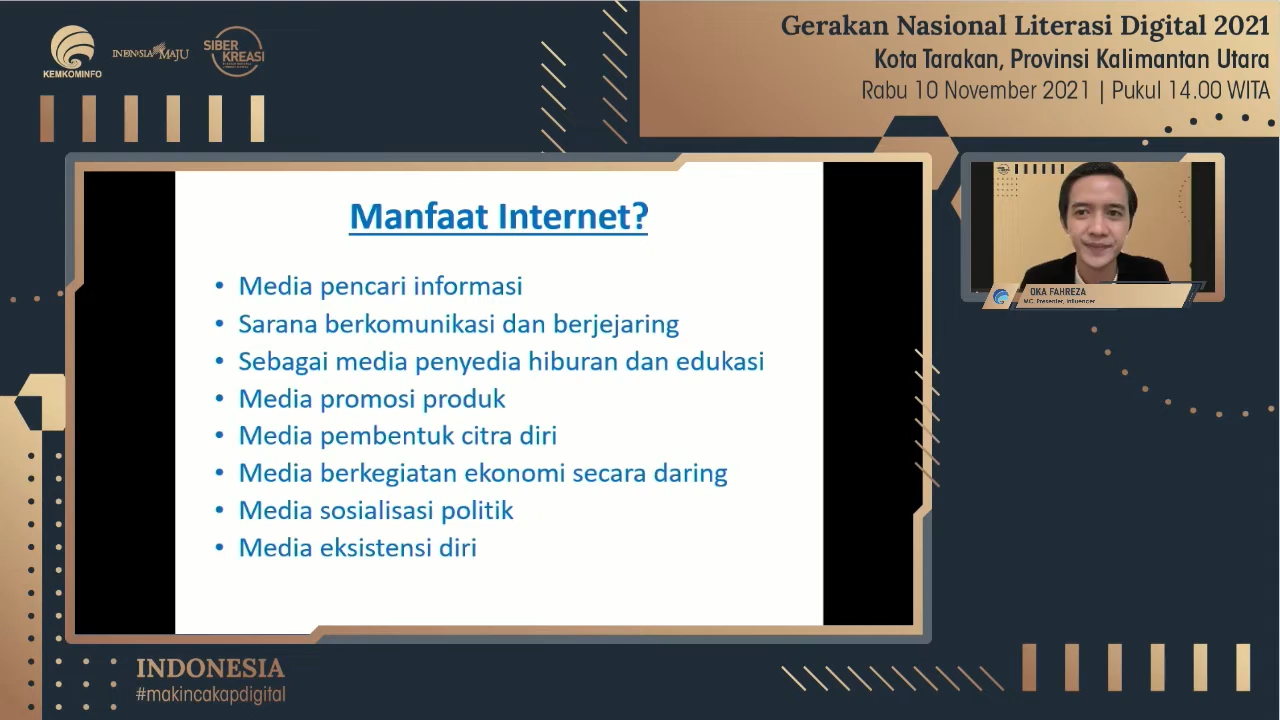 KEMKOMINFO
INDONESIA MAJU
SIBER
KREASI
Gerakan Nasional Literasi Digital 2021
Kota Tarakan, Provinsi Kalimantan Utara
Rabu 10 November 2021 | Pukul 14.00 WITA
Manfaat Internet?
• Media pencari informasi
• Sarana berkomunikasi dan berjejaring
• Sebagai media penyedia hiburan dan edukasi
• Media promosi produk
• Media pembentuk citra diri
• Media berkegiatan ekonomi secara daring
• Media sosialisasi politik
• Media eksistensi diri
OKA FAHREZA
MC, Presenter, Influencer
INDONESIA
#makincakapdigital